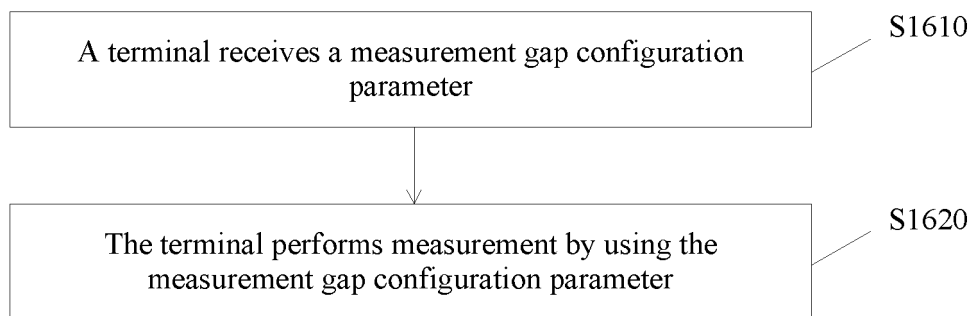 A terminal receives a measurement gap configuration
parameter
S1610
The terminal performs measurement by using the
measurement gap configuration parameter
S1620